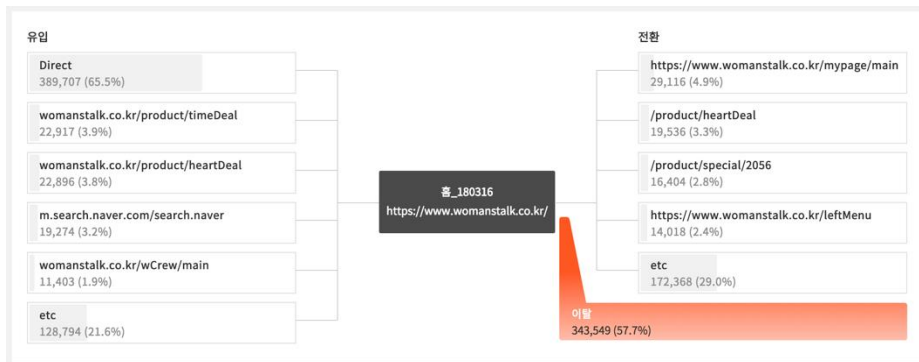 유입
Direct
389,707 (65.5%)
womanstalk.co.kr/product/timeDeal
22,917 (3.9%)
womanstalk.co.kr/product/heartDeal
22,896 (3.8%)
m.search.naver.com/search.naver
19,274 (3.2%)
womanstalk.co.kr/wCrew/main
11,403 (1.9%)
etc
128,794 (21.6%)
홈_180316
https://www.womanstalk.co.kr/
전환
https://www.womanstalk.co.kr/mypage/main
29,116 (4.9%)
/product/heartDeal
19,536 (3.3%)
/product/special/2056
16,404 (2.8%)
https://www.womanstalk.co.kr/leftMenu
14,018 (2.4%)
etc
172,368 (29.0%)
이탈
343,549 (57.7%)